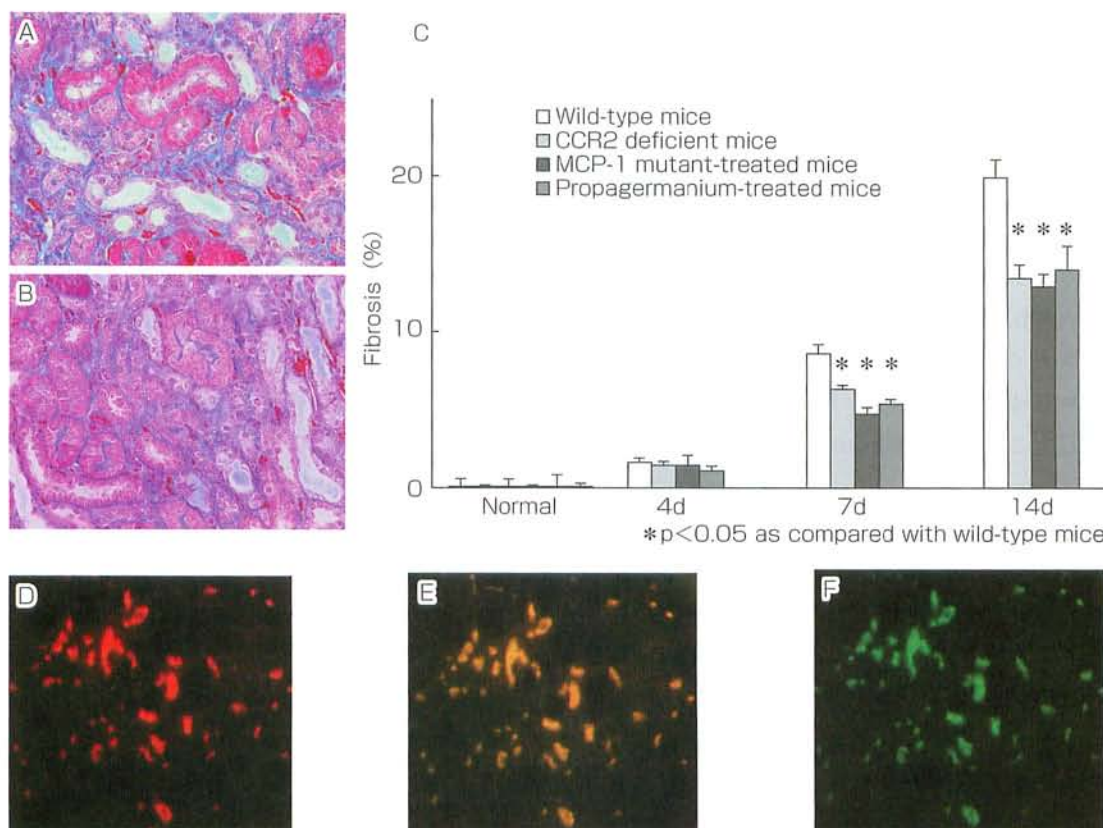 A
B
C
Fibrosis (%)
20
10
0
□Wild-type mice
□CCR2 deficient mice
■MCP-1 mutant-treated mice
■Propagermanium-treated mice
* * *
* * *
Normal 4d 7d 14d
*p<0.05 as compared with wild-type mice
D
E
F